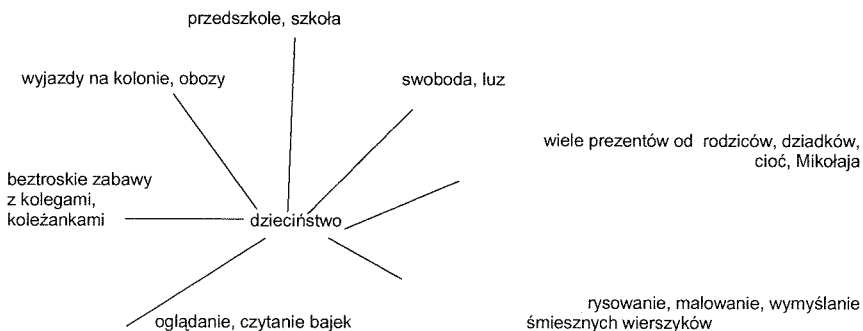 przedszkole, szkoła
wyjazdy na kolonie, obozy
swoboda, luz
wiele prezentów od rodziców, dziadków,
cioć, Mikołaja
beztroskie zabawy
z kolegami,
koleżankami
dzieciństwo
oglądanie, czytanie bajek
rysowanie, malowanie, wymyślanie
śmiesznych wierszyków